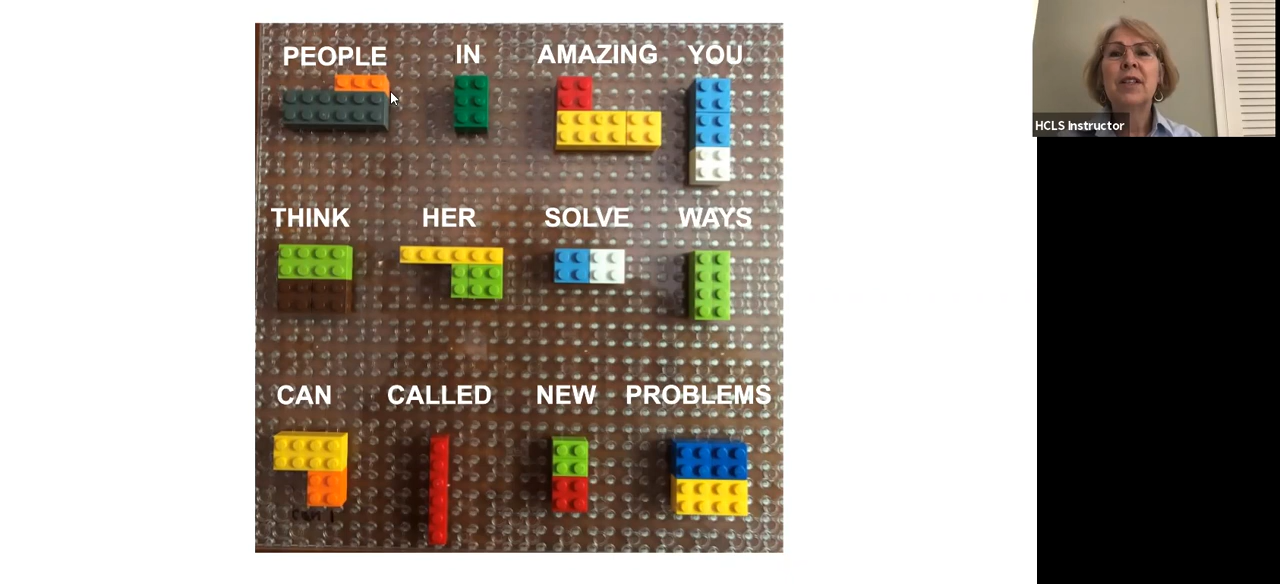 PEOPLE IN AMAZING YOU
HCLS Instructor
THINK HER SOLVE WAYS
CAN CALLED NEW PROBLEMS